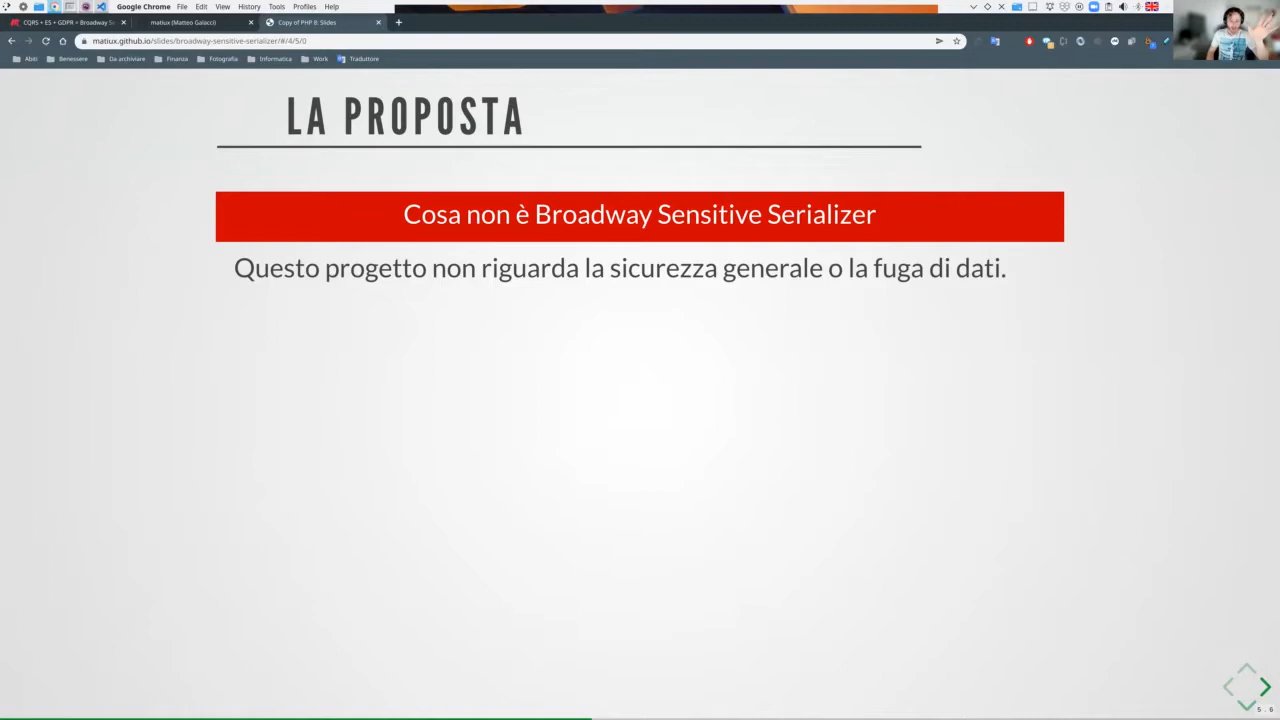 Google Chrome File Edit View History Tools Profiles Help
CQRS + ES + GDPR = Broadway S
matiux (Matteo Galacci)
Copy of PHP 8: Slides
matiux.github.io/slides/broadway-sensitive-serializer/#/4/5/0
Abiti Benessere Da archiviare Finanza Fotografia Informatica Work Traduttore
LA PROPOSTA
Cosa non è Broadway Sensitive Serializer
Questo progetto non riguarda la sicurezza generale o la fuga di dati.
5 . 6